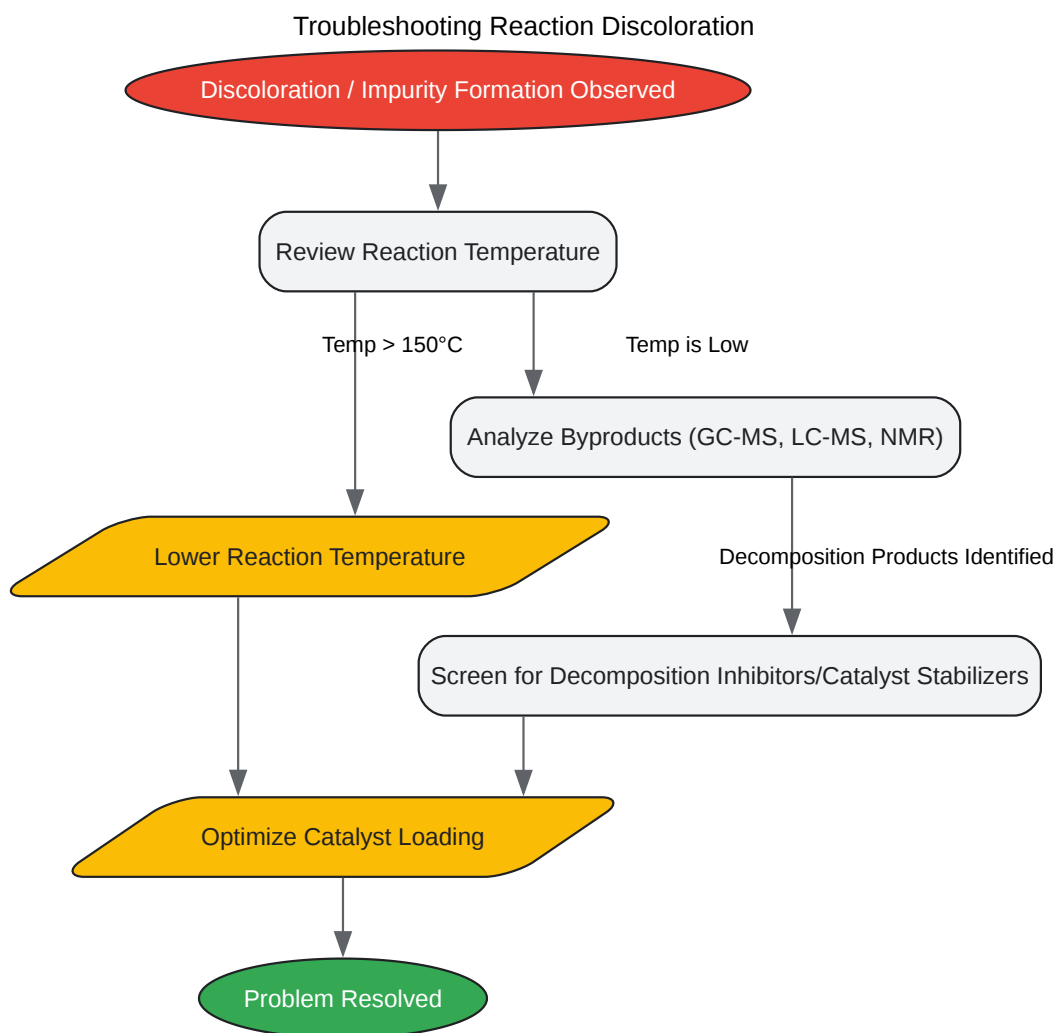 Troubleshooting Reaction Discoloration
Discoloration / Impurity Formation Observed
Review Reaction Temperature
Temp > 150°C
Temp is Low
Analyze Byproducts (GC-MS, LC-MS, NMR)
Lower Reaction Temperature
Decomposition Products Identified
Screen for Decomposition Inhibitors/Catalyst Stabilizers
Optimize Catalyst Loading
Problem Resolved